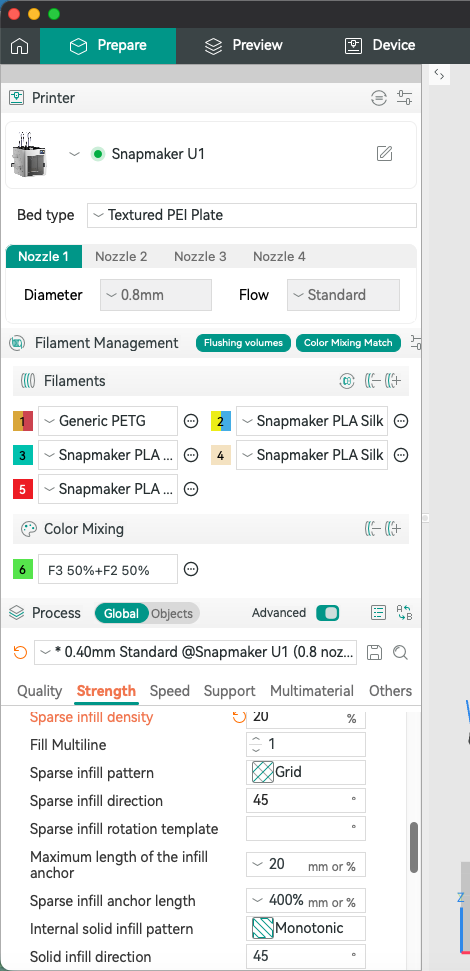 Prepare
Preview
Device
Printer
Snapmaker U1
Bed type
Textured PEI Plate
Nozzle 1
Nozzle 2
Nozzle 3
Nozzle 4
Diameter
0.8mm
Flow
Standard
Filament Management
Flushing volumes
Color Mixing Match
Filaments
1
Generic PETG
2
Snapmaker PLA Silk
3
Snapmaker PLA ...
4
Snapmaker PLA Silk
5
Snapmaker PLA ...
Color Mixing
6
F3 50%+F2 50%
Process
Global
Objects
Advanced
* 0.40mm Standard @Snapmaker U1 (0.8 noz...
Quality
Strength
Speed
Support
Multimaterial
Others
Sparse infill density
20
%
Fill Multiline
1
Sparse infill pattern
Grid
Sparse infill direction
45
°
Sparse infill rotation template
°
Maximum length of the infill
anchor
20
mm or %
Sparse infill anchor length
400%
mm or %
Internal solid infill pattern
Monotonic
Solid infill direction
45
°
Z